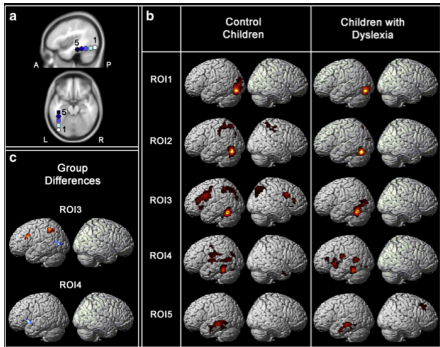 a
5
1
A
P
5
1
L
R
b
Control
Children
Children with
Dyslexia
ROI1
ROI2
ROI3
ROI4
ROI5
c
Group
Differences
ROI3
ROI4